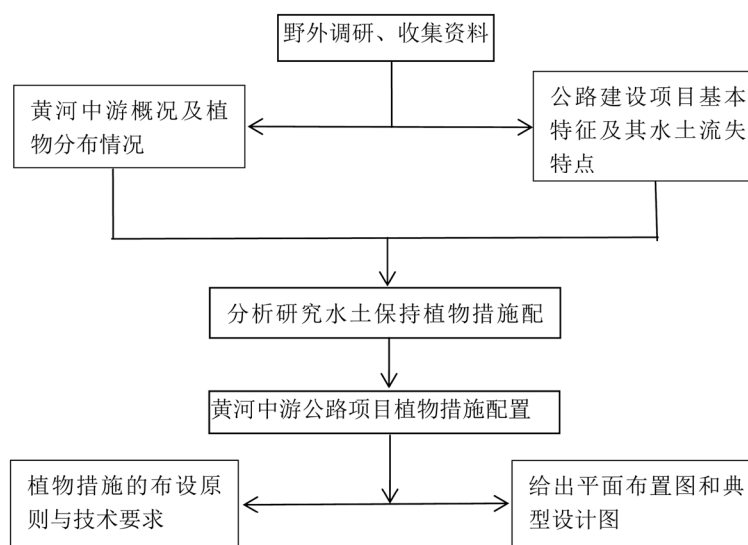 野外调研、收集资料
黄河中游概况及植
物分布情况
公路建设项目基本
特征及其水土流失
特点
分析研究水土保持植物措施配
黄河中游公路项目植物措施配置
植物措施的布设原
则与技术要求
给出平面布置图和典
型设计图